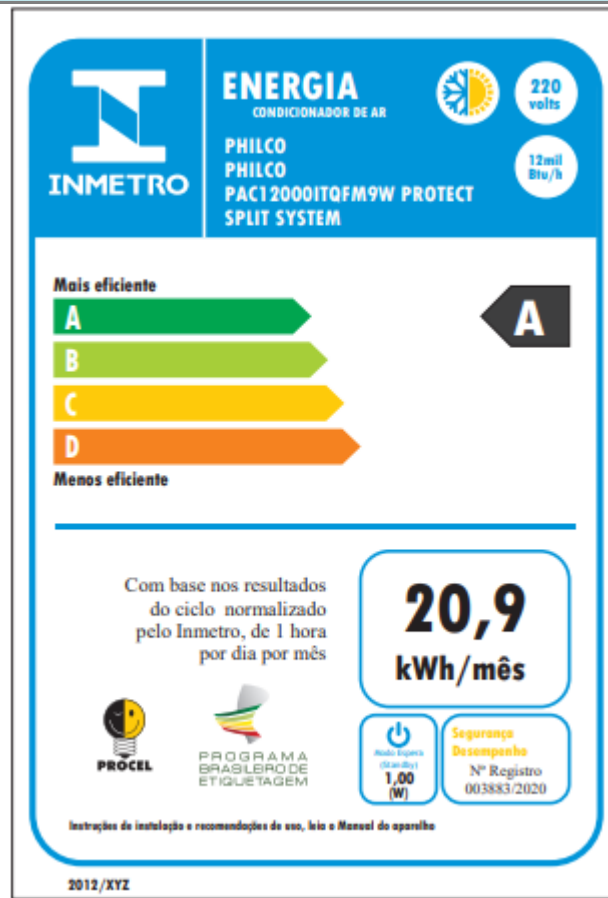 INMETRO
ENERGIA
CONDICIONADOR DE AR
220
volts
12mil
Btu/h
PHILCO
PHILCO
PAC12000ITQFM9W PROTECT
SPLIT SYSTEM
Mais eficiente
A
A
B
C
D
Menos eficiente
Com base nos resultados
do ciclo normalizado
pelo Inmetro, de 1 hora
por dia por mês
20,9
kWh/mês
PROCEL
PROGRAMA
BRASILEIRO DE
ETIQUETAGEM
Modo Espera
(Standby)
1,00
(W)
Segurança
Desempenho
Nº Registro
003883/2020
Instruções de instalação e recomendações de uso, leia o Manual do aparelho
2012/XYZ